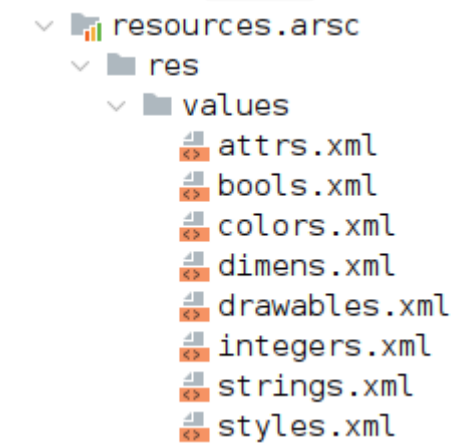 resources.arsc
res
values
attrs.xml
bools.xml
colors.xml
dimens.xml
drawables.xml
integers.xml
strings.xml
styles.xml